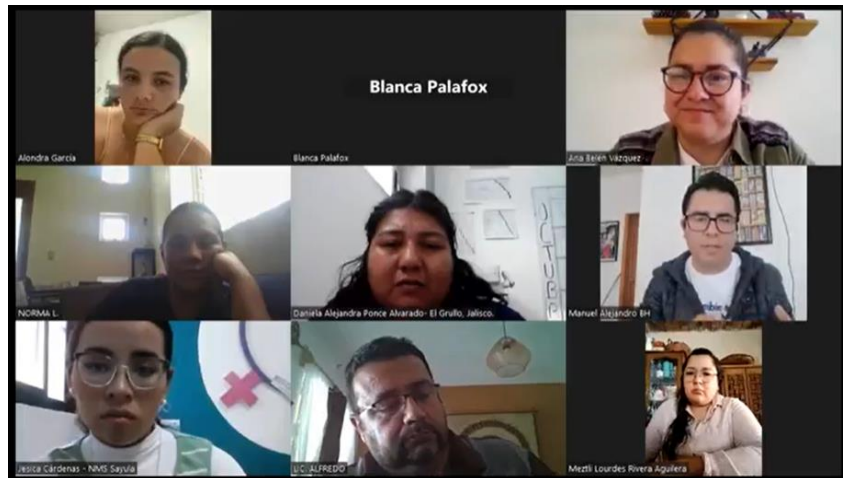 Blanca Palafox
Alondra García
Blanca Palafox
Ana Belén Vázquez
NORMA L.
Daniela Alejandra Ponce Alvarado- El Grullo, Jalisco.
Manuel Alejandro BH
Jesica Cárdenas - NMS Sayula
LIC. ALFREDO
Meztli Lourdes Rivera Aguilera